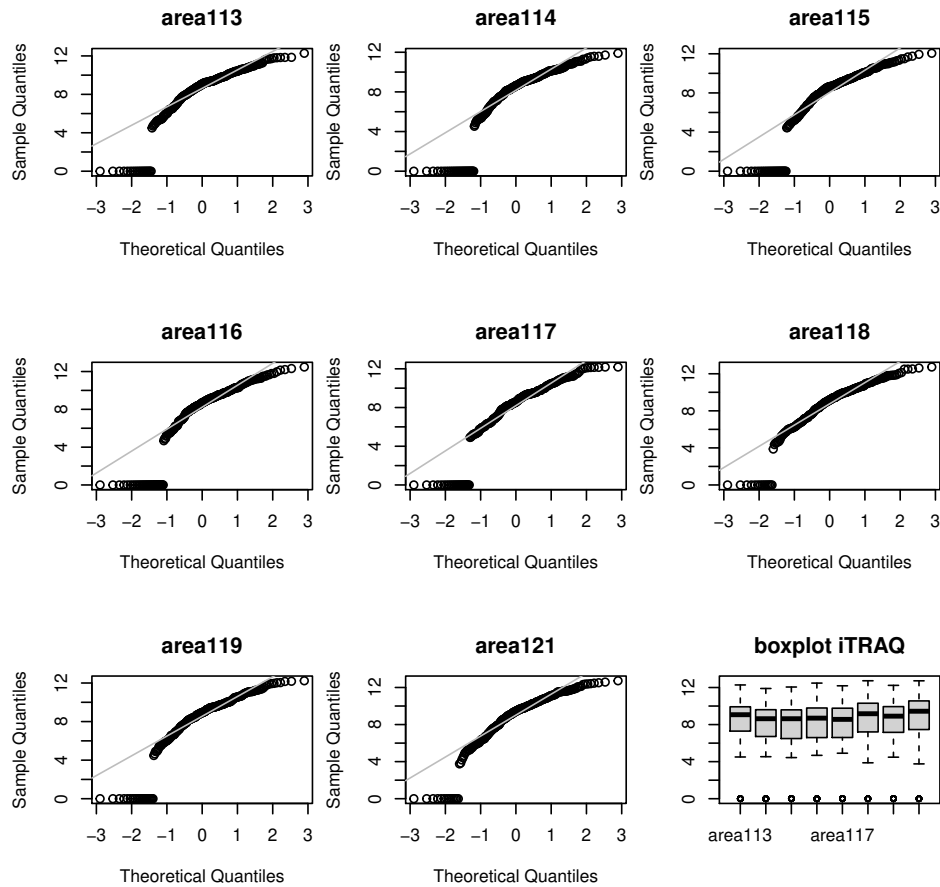 area113
area114
area115
Sample Quantiles
0 4 8 12
Sample Quantiles
0 4 8 12
Sample Quantiles
0 4 8 12
−3 −2 −1 0 1 2 3
−3 −2 −1 0 1 2 3
−3 −2 −1 0 1 2 3
Theoretical Quantiles
Theoretical Quantiles
Theoretical Quantiles
area116
area117
area118
Sample Quantiles
0 4 8 12
Sample Quantiles
0 4 8 12
Sample Quantiles
0 4 8 12
−3 −2 −1 0 1 2 3
−3 −2 −1 0 1 2 3
−3 −2 −1 0 1 2 3
Theoretical Quantiles
Theoretical Quantiles
Theoretical Quantiles
area119
area121
boxplot iTRAQ
Sample Quantiles
0 4 8 12
Sample Quantiles
0 4 8 12
0 4 8 12
−3 −2 −1 0 1 2 3
−3 −2 −1 0 1 2 3
area113 area117
Theoretical Quantiles
Theoretical Quantiles